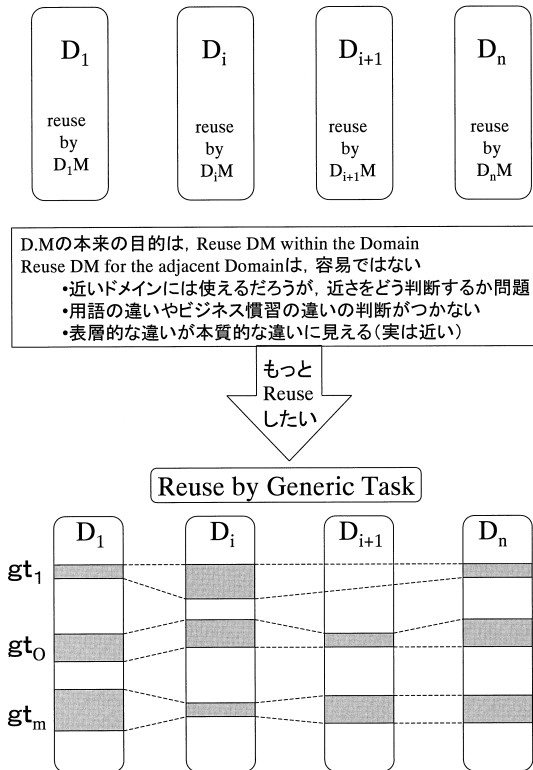 D1 Di Di+1 Dn
reuse reuse reuse reuse
by by by by
D1M DiM Di+1M DnM
D.Mの本来の目的は, Reuse DM within the Domain
Reuse DM for the adjacent Domainは, 容易ではない
•近いドメインには使えるだろうが, 近さをどう判断するか問題
•用語の違いやビジネス慣習の違いの判断がつかない
•表層的な違いが本質的な違いに見える(実は近い)
もっと
Reuse
したい
Reuse by Generic Task
D1 Di Di+1 Dn
gt1
gtO
gtm